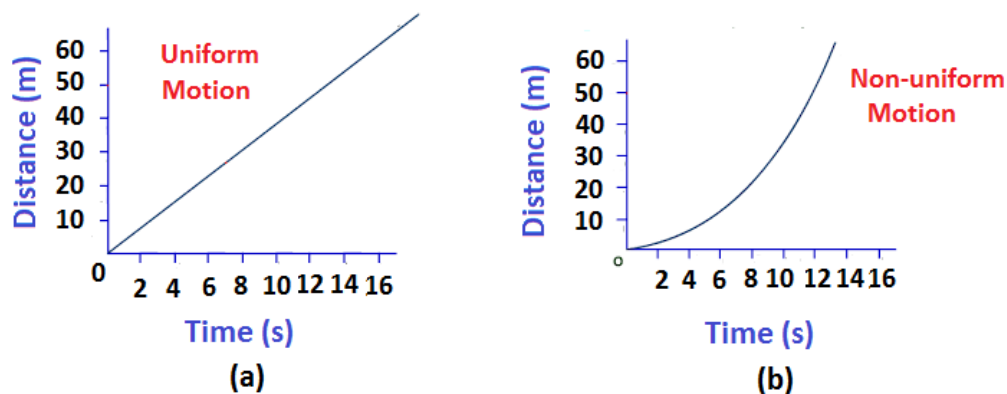 Distance (m)
60
50
40
30
20
10
0
Uniform
Motion
2 4 6 8 10 12 14 16
Time (s)
(a)
Distance (m)
60
50
40
30
20
10
o
Non-uniform
Motion
2 4 6 8 10 12 14 16
Time (s)
(b)